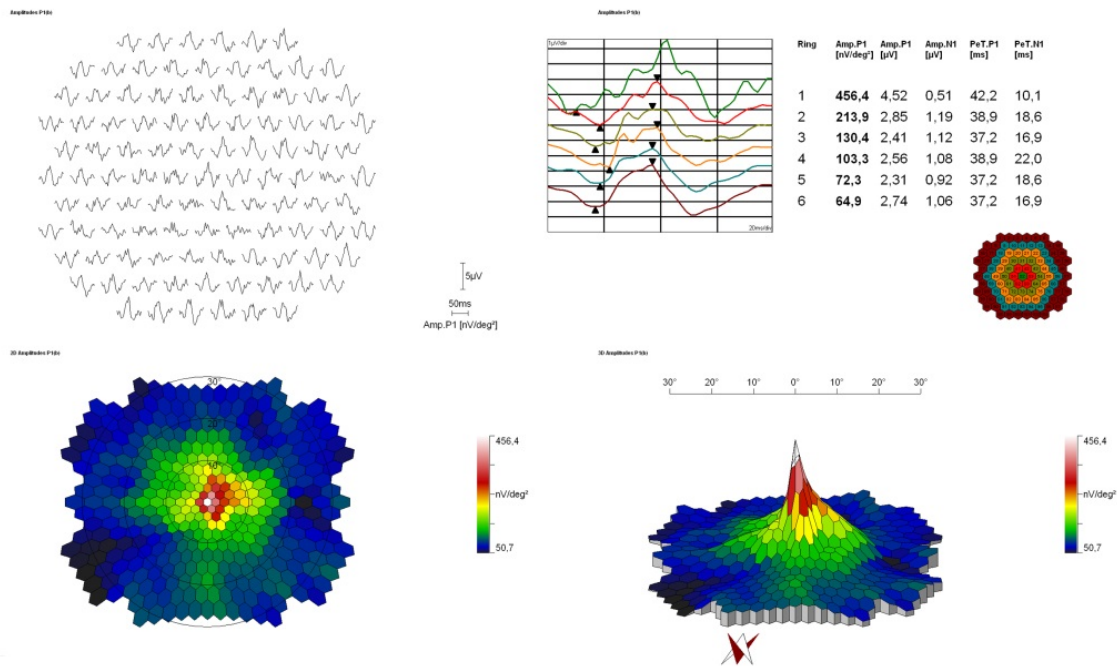 Amplitudes P1(b)
5µV
50ms
Amp.P1 [nV/deg²]
Amplitudes P1(b)
1µV/div
20ms/div
Ring Amp.P1 Amp.P1 Amp.N1 PeT.P1 PeT.N1
[nV/deg²] [µV] [µV] [ms] [ms]
1 456,4 4,52 0,51 42,2 10,1
2 213,9 2,85 1,19 38,9 18,6
3 130,4 2,41 1,12 37,2 16,9
4 103,3 2,56 1,08 38,9 22,0
5 72,3 2,31 0,92 37,2 18,6
6 64,9 2,74 1,06 37,2 16,9
2D Amplitudes P1(b)
30°
20°
10°
456,4
nV/deg²
50,7
3D Amplitudes P1(b)
30° 20° 10° 0° 10° 20° 30°
456,4
nV/deg²
50,7